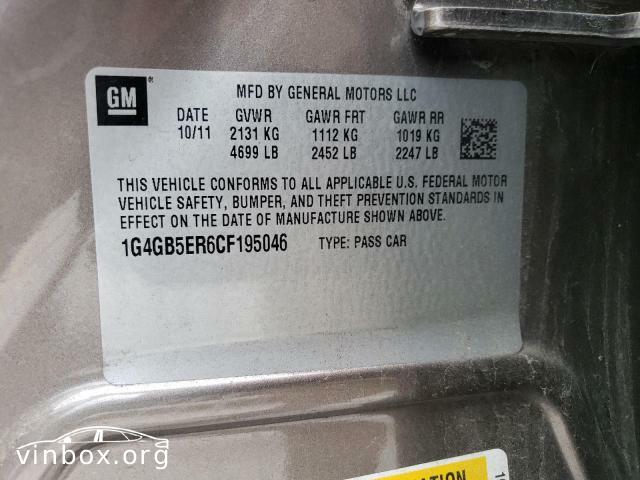 GM ®
MFD BY GENERAL MOTORS LLC
DATE GVWR GAWR FRT GAWR RR
10/11 2131 KG 1112 KG 1019 KG
4699 LB 2452 LB 2247 LB
THIS VEHICLE CONFORMS TO ALL APPLICABLE U.S. FEDERAL MOTOR
VEHICLE SAFETY, BUMPER, AND THEFT PREVENTION STANDARDS IN
EFFECT ON THE DATE OF MANUFACTURE SHOWN ABOVE.
1G4GB5ER6CF195046 TYPE: PASS CAR
vinbox.org